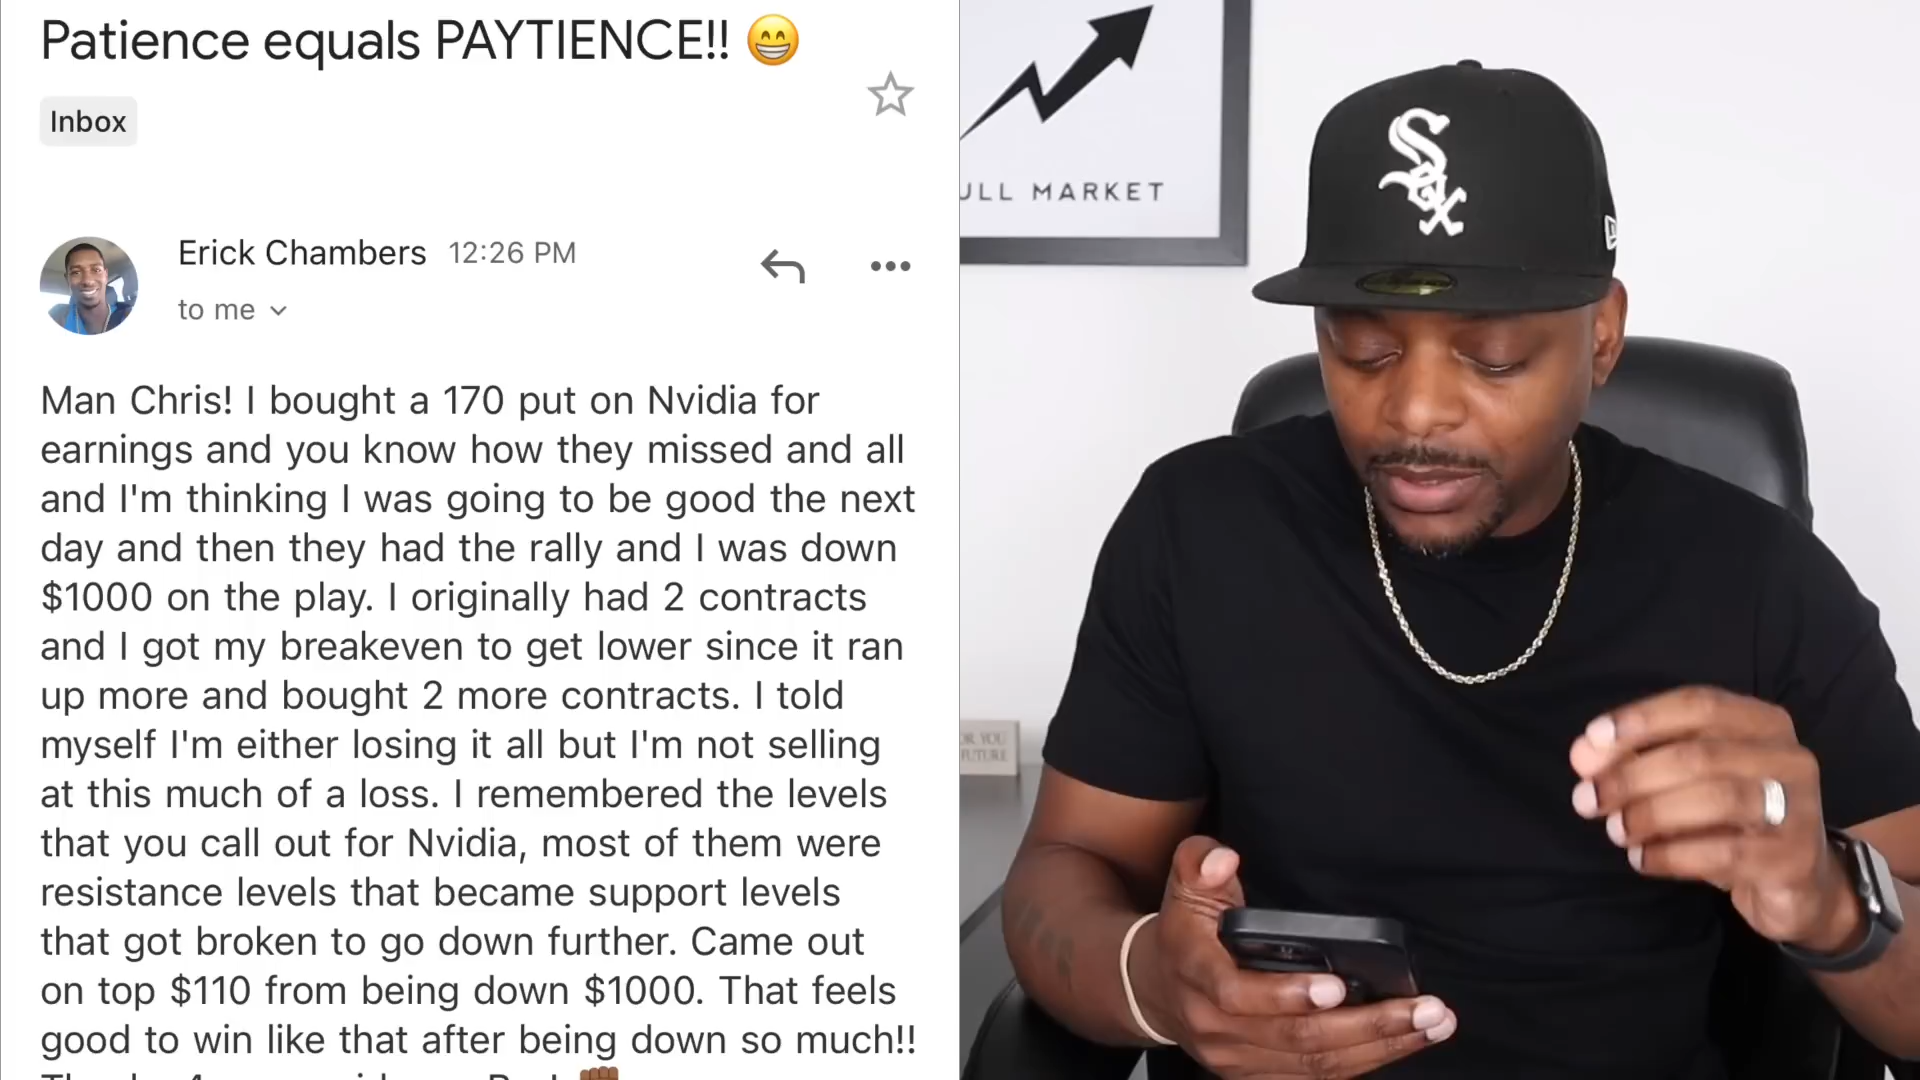 Patience equals PAYTIENCE!! 😁
Inbox
Erick Chambers 12:26 PM
to me
Man Chris! I bought a 170 put on Nvidia for
earnings and you know how they missed and all
and I'm thinking I was going to be good the next
day and then they had the rally and I was down
$1000 on the play. I originally had 2 contracts
and I got my breakeven to get lower since it ran
up more and bought 2 more contracts. I told
myself I'm either losing it all but I'm not selling
at this much of a loss. I remembered the levels
that you call out for Nvidia, most of them were
resistance levels that became support levels
that got broken to go down further. Came out
on top $110 from being down $1000. That feels
good to win like that after being down so much!!
ULL MARKET
Sox
OR YOU
FUTURE